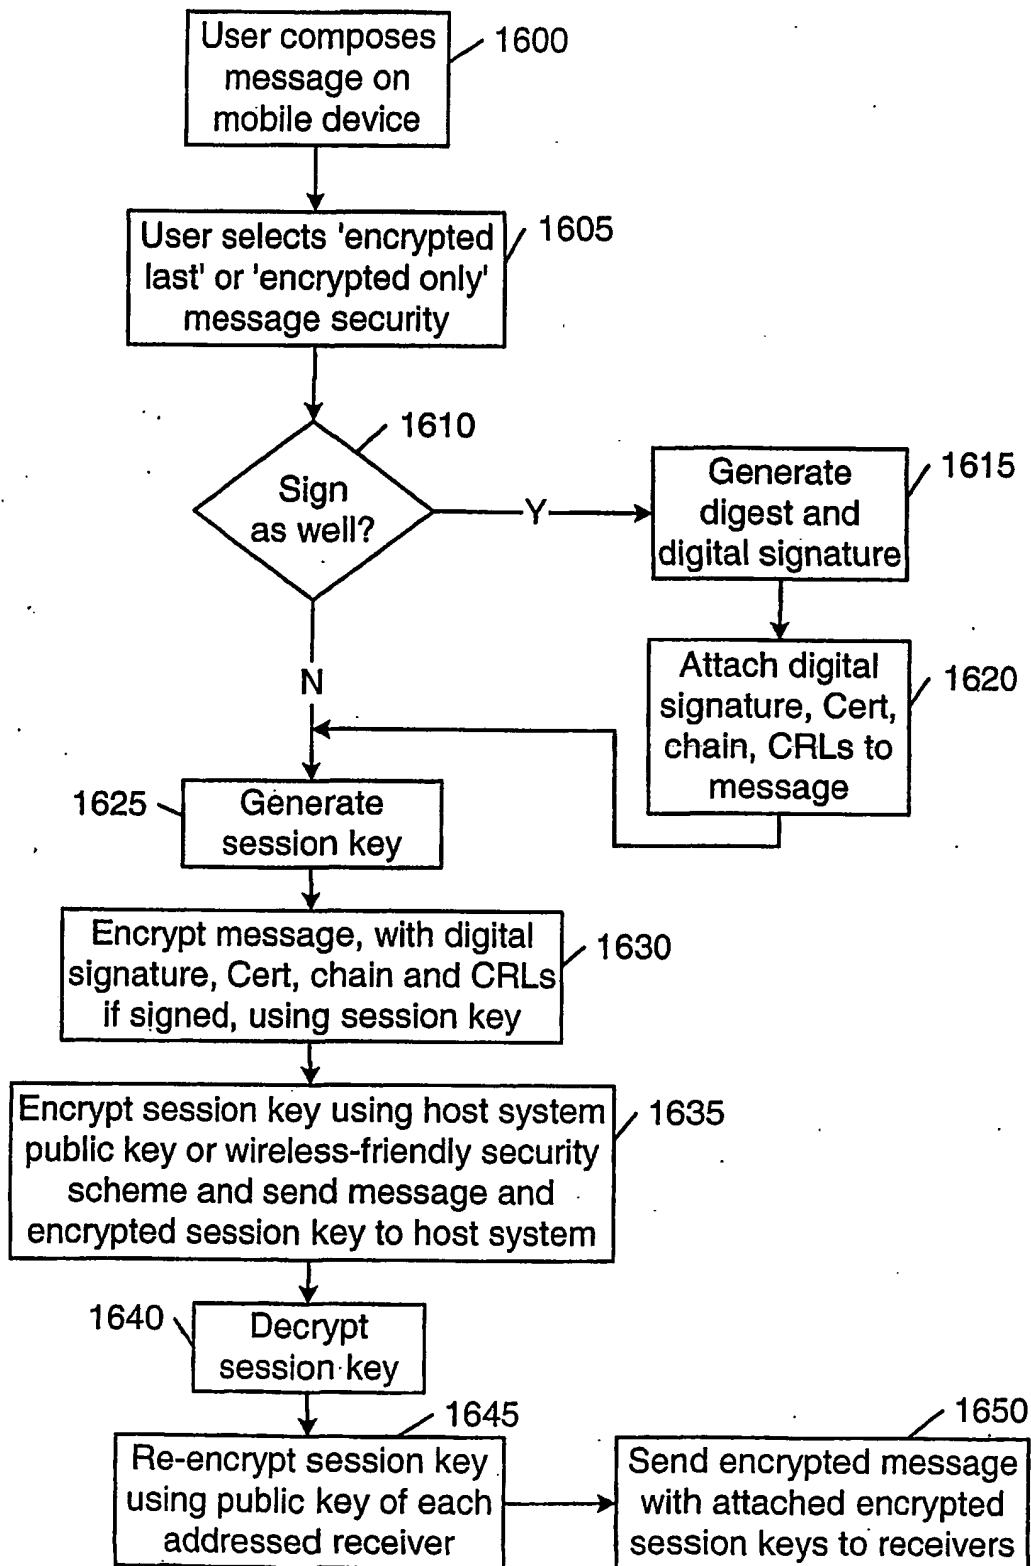 User composes
message on
mobile device
1600
User selects 'encrypted
last' or 'encrypted only'
message security
1605
1610
Sign
as well?
Y
N
Generate
digest and
digital signature
1615
Attach digital
signature, Cert,
chain, CRLs to
message
1620
1625
Generate
session key
Encrypt message, with digital
signature, Cert, chain and CRLs
if signed, using session key
1630
Encrypt session key using host system
public key or wireless-friendly security
scheme and send message and
encrypted session key to host system
1635
1640
Decrypt
session key
1645
Re-encrypt session key
using public key of each
addressed receiver
1650
Send encrypted message
with attached encrypted
session keys to receivers